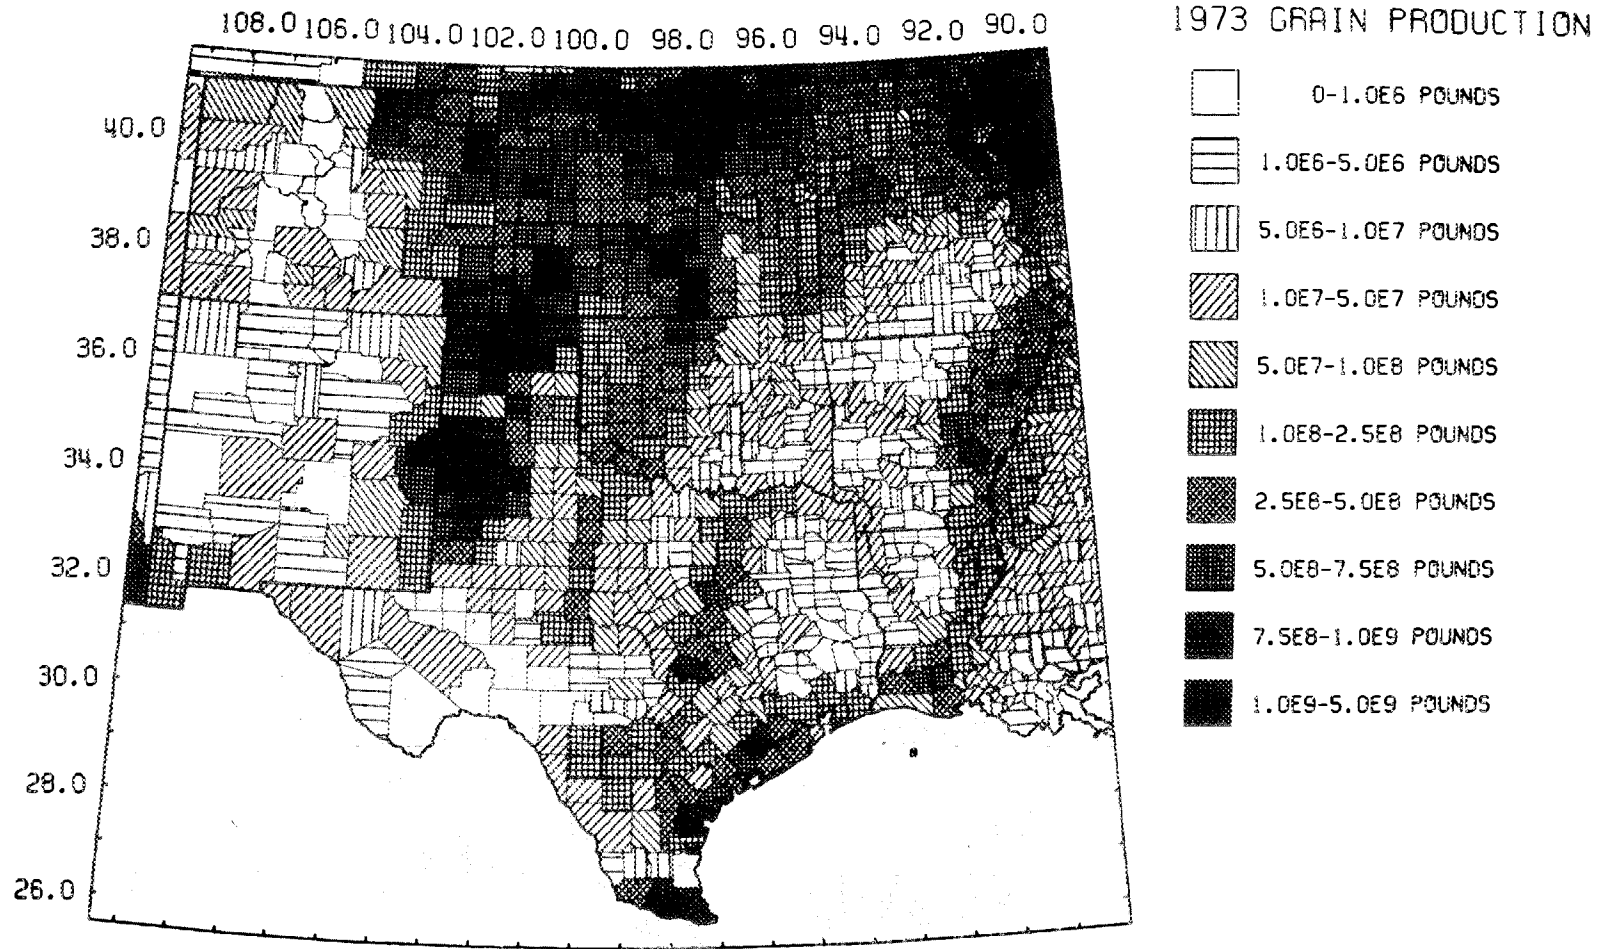 108.0 106.0 104.0 102.0 100.0 98.0 96.0 94.0 92.0 90.0
1973 GRAIN PRODUCTION
0-1.0E6 POUNDS
1.0E6-5.0E6 POUNDS
5.0E6-1.0E7 POUNDS
1.0E7-5.0E7 POUNDS
5.0E7-1.0E8 POUNDS
1.0E8-2.5E8 POUNDS
2.5E8-5.0E8 POUNDS
5.0E8-7.5E8 POUNDS
7.5E8-1.0E9 POUNDS
1.0E9-5.0E9 POUNDS
40.0
38.0
36.0
34.0
32.0
30.0
28.0
26.0